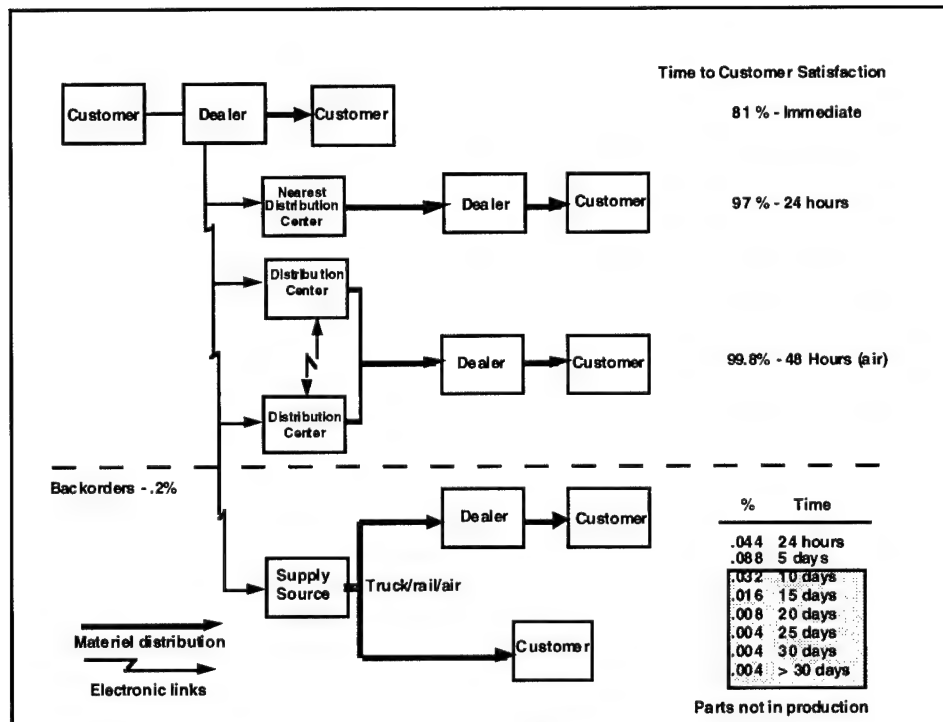 Time to Customer Satisfaction
Customer
Dealer
Customer
81 % - Immediate
Nearest
Distribution
Center
Dealer
Customer
97 % - 24 hours
Distribution
Center
Dealer
Customer
99.8% - 48 Hours (air)
Distribution
Center
Backorders - .2%
Dealer
Customer
Supply
Source
Truck/rail/air
Customer
% Time
.044 24 hours
.088 5 days
.032 10 days
.016 15 days
.008 20 days
.004 25 days
.004 30 days
.004 > 30 days
Parts not in production
Materiel distribution
Electronic links